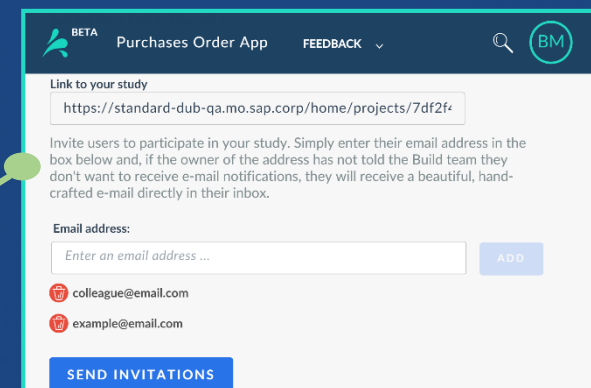 BETA
Purchases Order App FEEDBACK BM
Link to your study
https://standard-dub-qa.mo.sap.corp/home/projects/7df2f4
Invite users to participate in your study. Simply enter their email address in the
box below and, if the owner of the address has not told the Build team they
don't want to receive e-mail notifications, they will receive a beautiful, hand-
crafted e-mail directly in their inbox.
Email address:
Enter an email address ...
ADD
colleague@email.com
example@email.com
SEND INVITATIONS